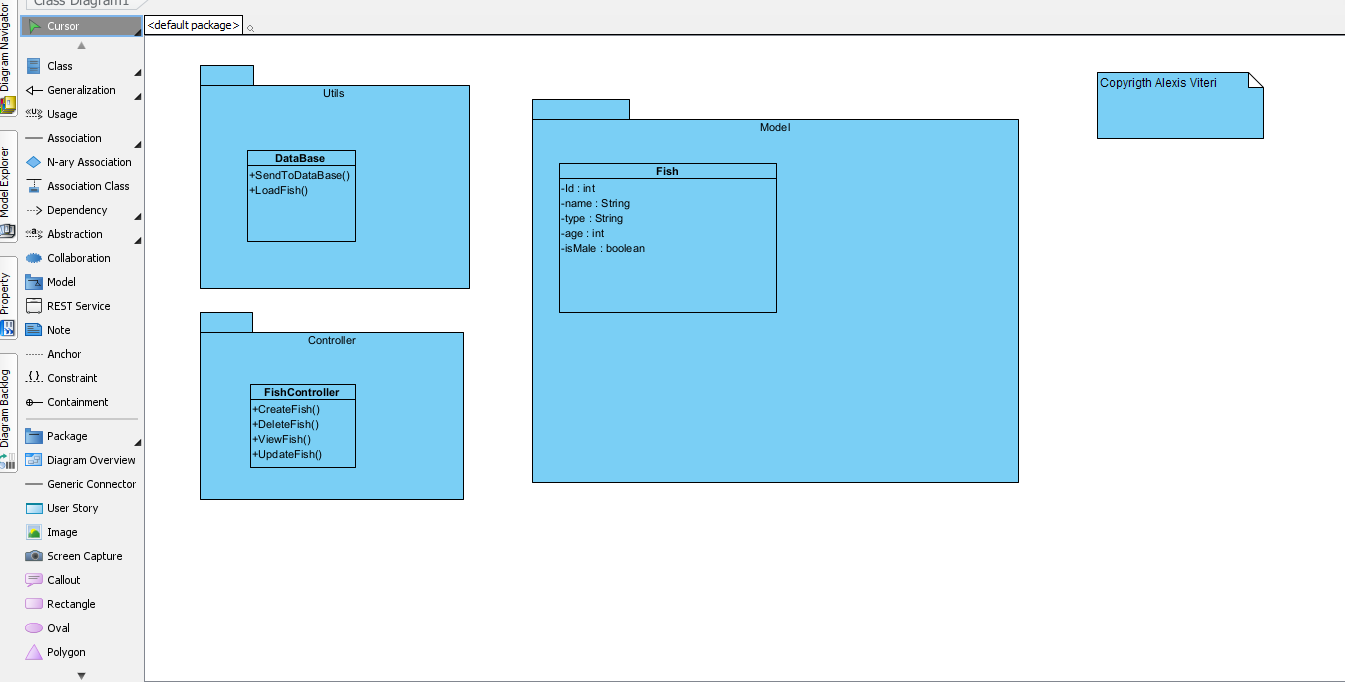 Class Diagram1
Diagram Navigator
Model Explorer
Property
Diagram Backlog
Cursor
Class
Generalization
«U» Usage
Association
N-ary Association
Association Class
Dependency
«a» Abstraction
Collaboration
Model
REST Service
Note
Anchor
{ } Constraint
Containment
Package
Diagram Overview
Generic Connector
User Story
Image
Screen Capture
Callout
Rectangle
Oval
Polygon
<default package>
Utils
DataBase
+SendToDataBase()
+LoadFish()
Controller
FishController
+CreateFish()
+DeleteFish()
+ViewFish()
+UpdateFish()
Model
Fish
-Id : int
-name : String
-type : String
-age : int
-isMale : boolean
Copyrigth Alexis Viteri